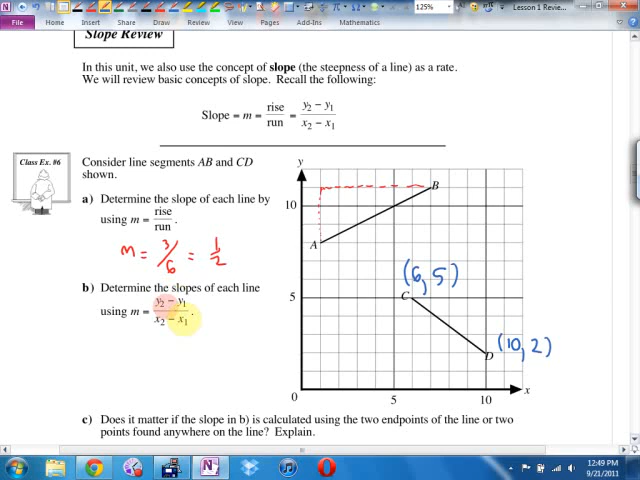 125%
Lesson 1 Revie...
File Home Insert Share Draw Review View Pages Add-Ins Mathematics
Slope Review
In this unit, we also use the concept of slope (the steepness of a line) as a rate.
We will review basic concepts of slope. Recall the following:
Slope = m = rise/run = (y₂ – y₁)/(x₂ – x₁)
Class Ex. #6
Consider line segments AB and CD
shown.
a) Determine the slope of each line by
using m = rise/run.
m = 3/6 = 1/2
b) Determine the slopes of each line
using m = (y₂ – y₁)/(x₂ – x₁).
y
B
10
A
(6, 5)
5
C
(10, 2)
D
0
5
10
x
c) Does it matter if the slope in b) is calculated using the two endpoints of the line or two
points found anywhere on the line? Explain.
12:49 PM
9/21/2011